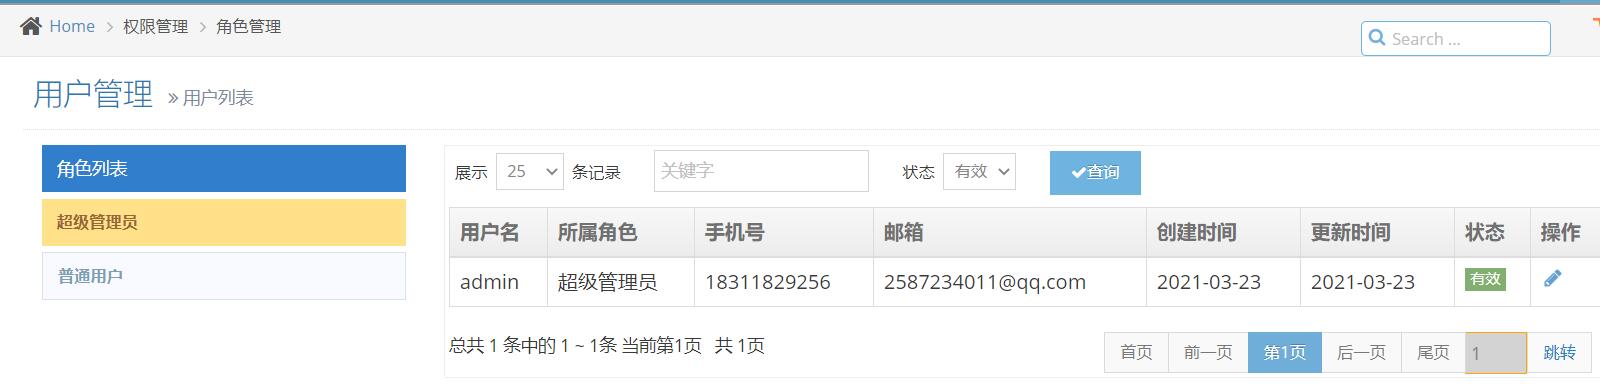 Home > 权限管理 > 角色管理
Search ...
用户管理 » 用户列表
角色列表
超级管理员
普通用户
展示 25 条记录 关键字 状态 有效 查询
用户名 所属角色 手机号 邮箱 创建时间 更新时间 状态 操作
admin 超级管理员 18311829256 2587234011@qq.com 2021-03-23 2021-03-23 有效
总共 1 条中的 1 ~ 1条 当前第1页 共 1页
首页 前一页 第1页 后一页 尾页 1 跳转